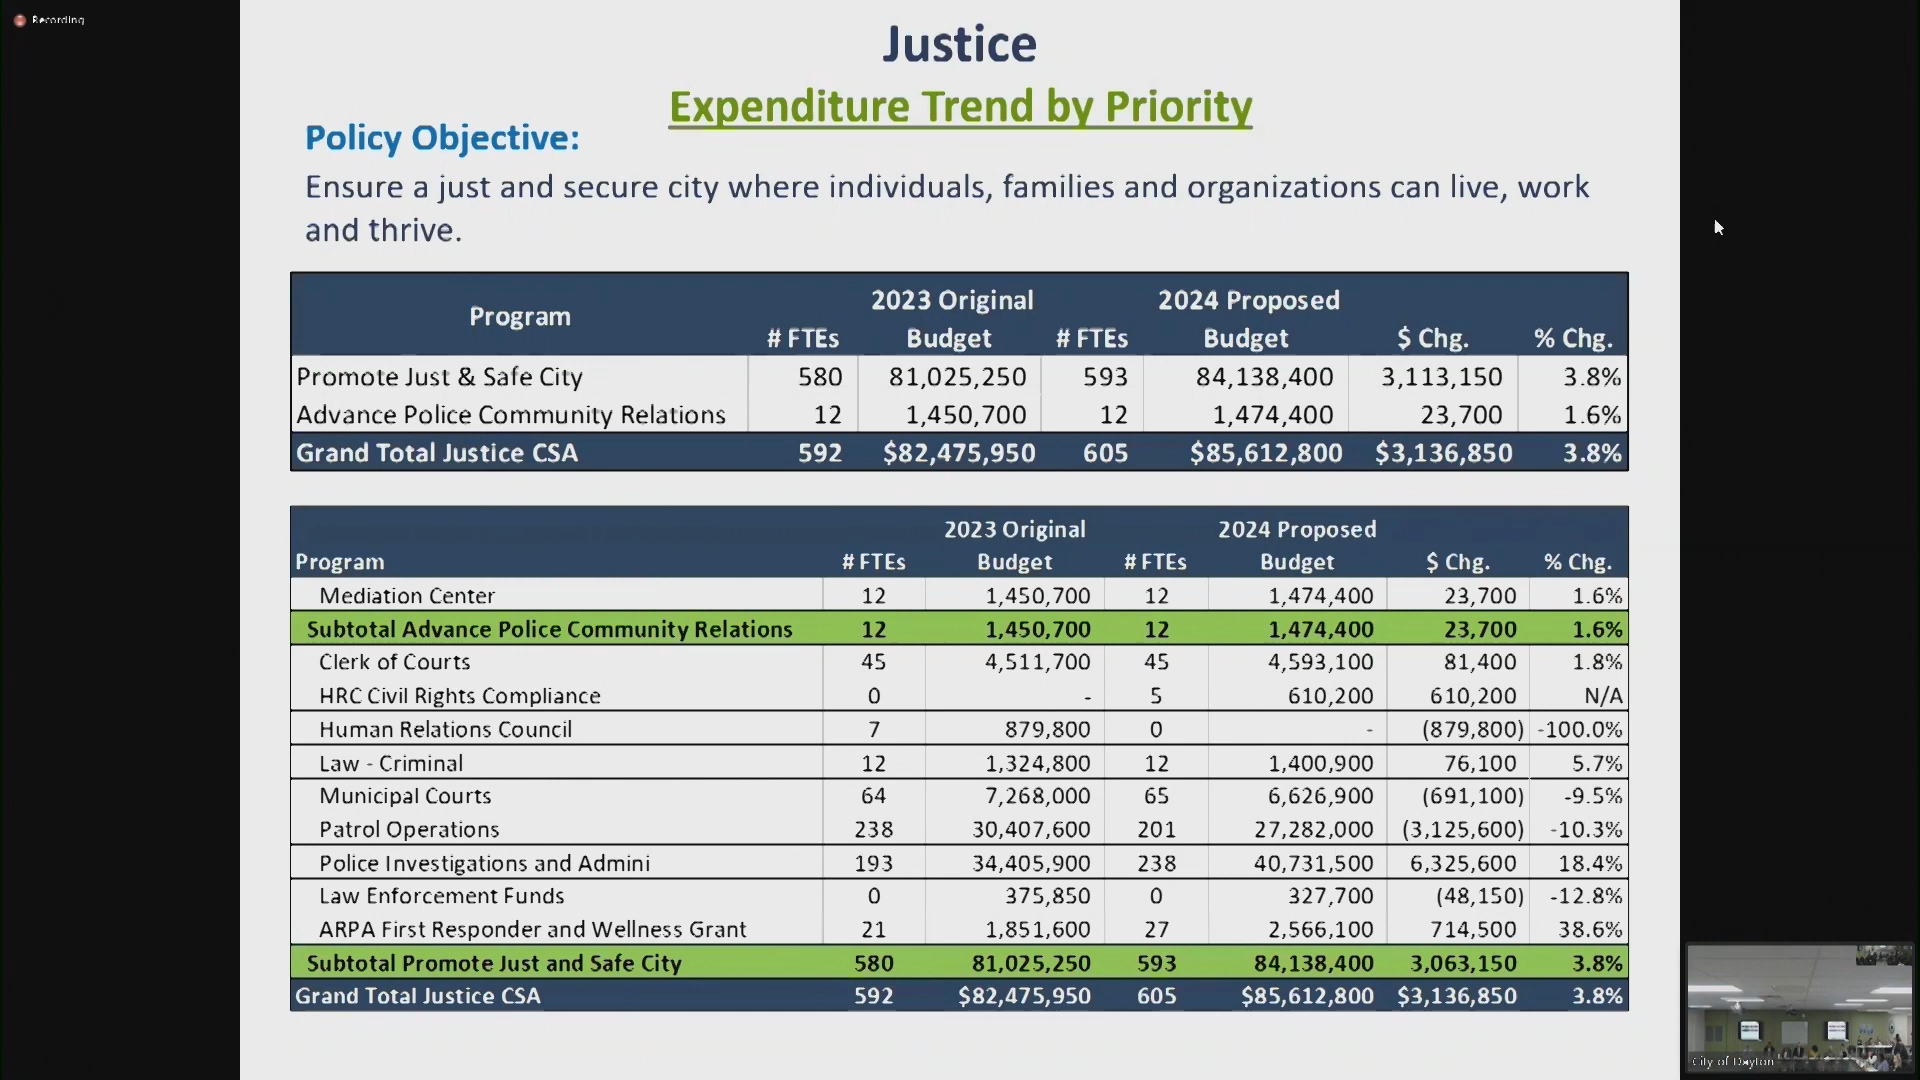 Recording
Justice
Expenditure Trend by Priority
Policy Objective:
Ensure a just and secure city where individuals, families and organizations can live, work
and thrive.
2023 Original 2024 Proposed
Program # FTEs Budget # FTEs Budget $ Chg. % Chg.
Promote Just & Safe City 580 81,025,250 593 84,138,400 3,113,150 3.8%
Advance Police Community Relations 12 1,450,700 12 1,474,400 23,700 1.6%
Grand Total Justice CSA 592 $82,475,950 605 $85,612,800 $3,136,850 3.8%
2023 Original 2024 Proposed
Program # FTEs Budget # FTEs Budget $ Chg. % Chg.
Mediation Center 12 1,450,700 12 1,474,400 23,700 1.6%
Subtotal Advance Police Community Relations 12 1,450,700 12 1,474,400 23,700 1.6%
Clerk of Courts 45 4,511,700 45 4,593,100 81,400 1.8%
HRC Civil Rights Compliance 0 - 5 610,200 610,200 N/A
Human Relations Council 7 879,800 0 - (879,800) -100.0%
Law - Criminal 12 1,324,800 12 1,400,900 76,100 5.7%
Municipal Courts 64 7,268,000 65 6,626,900 (691,100) -9.5%
Patrol Operations 238 30,407,600 201 27,282,000 (3,125,600) -10.3%
Police Investigations and Admini 193 34,405,900 238 40,731,500 6,325,600 18.4%
Law Enforcement Funds 0 375,850 0 327,700 (48,150) -12.8%
ARPA First Responder and Wellness Grant 21 1,851,600 27 2,566,100 714,500 38.6%
Subtotal Promote Just and Safe City 580 81,025,250 593 84,138,400 3,063,150 3.8%
Grand Total Justice CSA 592 $82,475,950 605 $85,612,800 $3,136,850 3.8%
City of Dayton